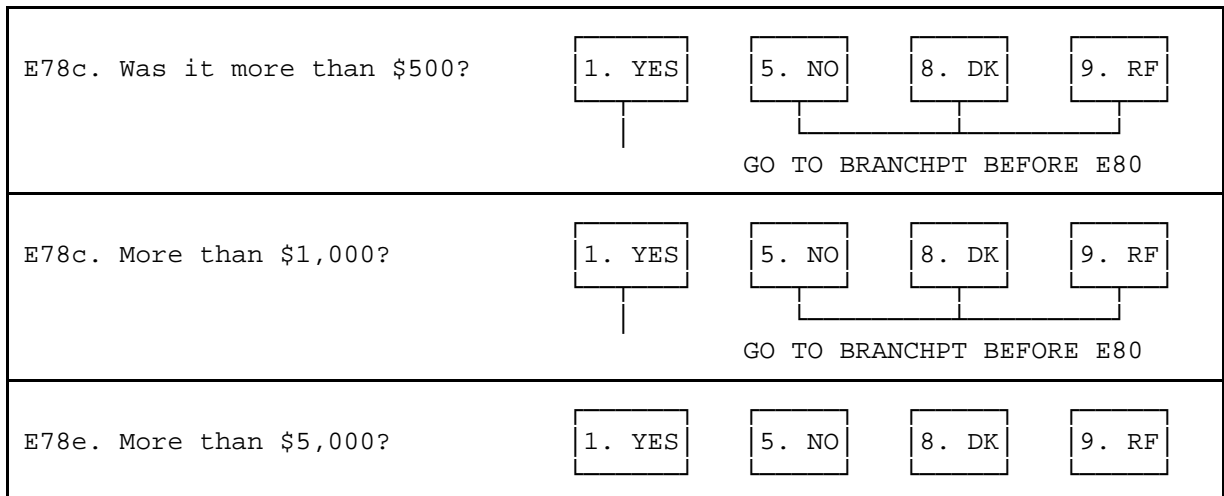 E78c. Was it more than $500? 1. YES 5. NO 8. DK 9. RF
GO TO BRANCHPT BEFORE E80
E78c. More than $1,000? 1. YES 5. NO 8. DK 9. RF
GO TO BRANCHPT BEFORE E80
E78e. More than $5,000? 1. YES 5. NO 8. DK 9. RF